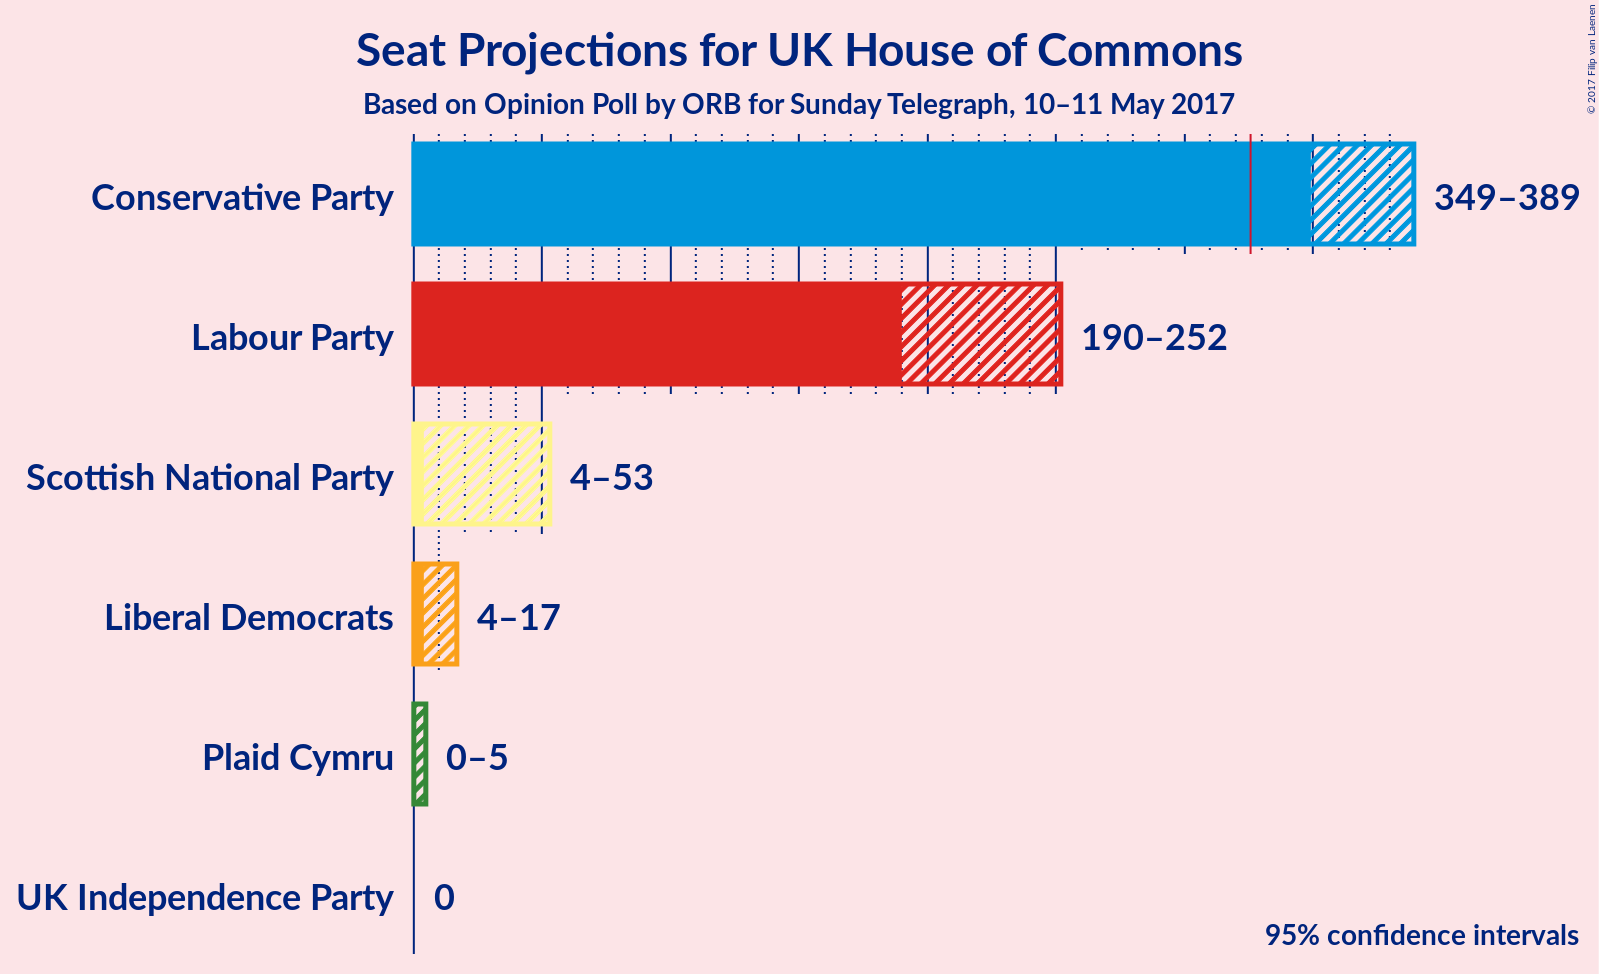 Seat Projections for UK House of Commons
Based on Opinion Poll by ORB for Sunday Telegraph, 10–11 May 2017
© 2017 Filip van Laenen
Conservative Party
349–389
Labour Party
190–252
Scottish National Party
4–53
Liberal Democrats
4–17
Plaid Cymru
0–5
UK Independence Party
0
95% confidence intervals